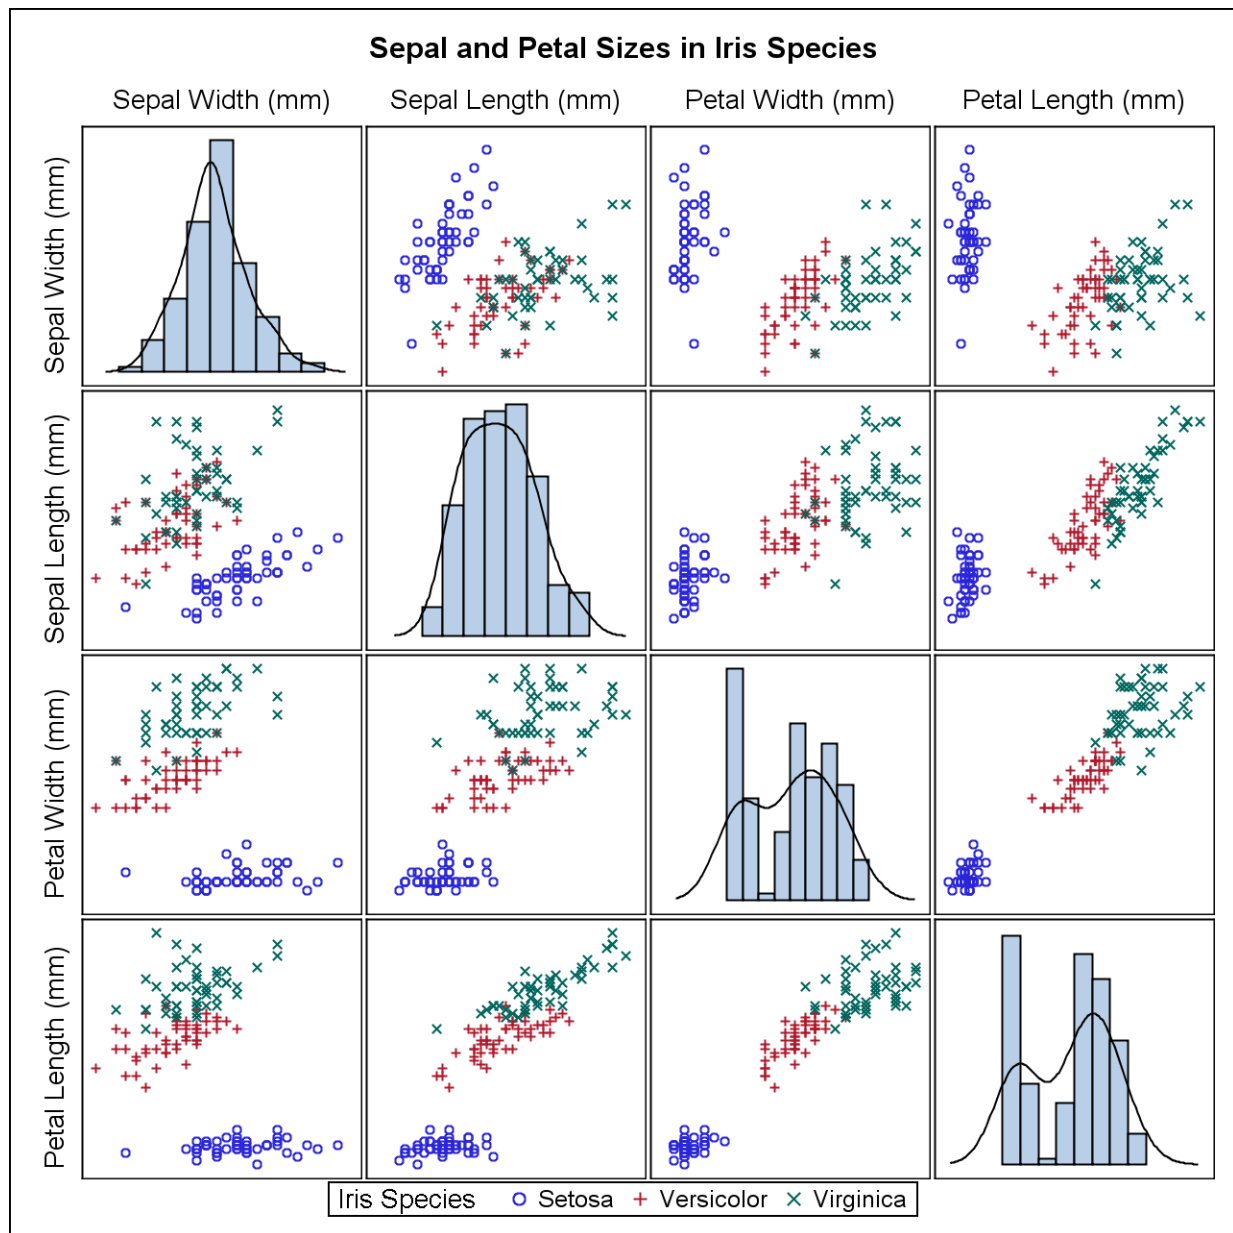 Sepal and Petal Sizes in Iris Species
Sepal Width (mm) Sepal Length (mm) Petal Width (mm) Petal Length (mm)
Sepal Width (mm)
Sepal Length (mm)
Petal Width (mm)
Petal Length (mm)
Iris Species Setosa Versicolor Virginica